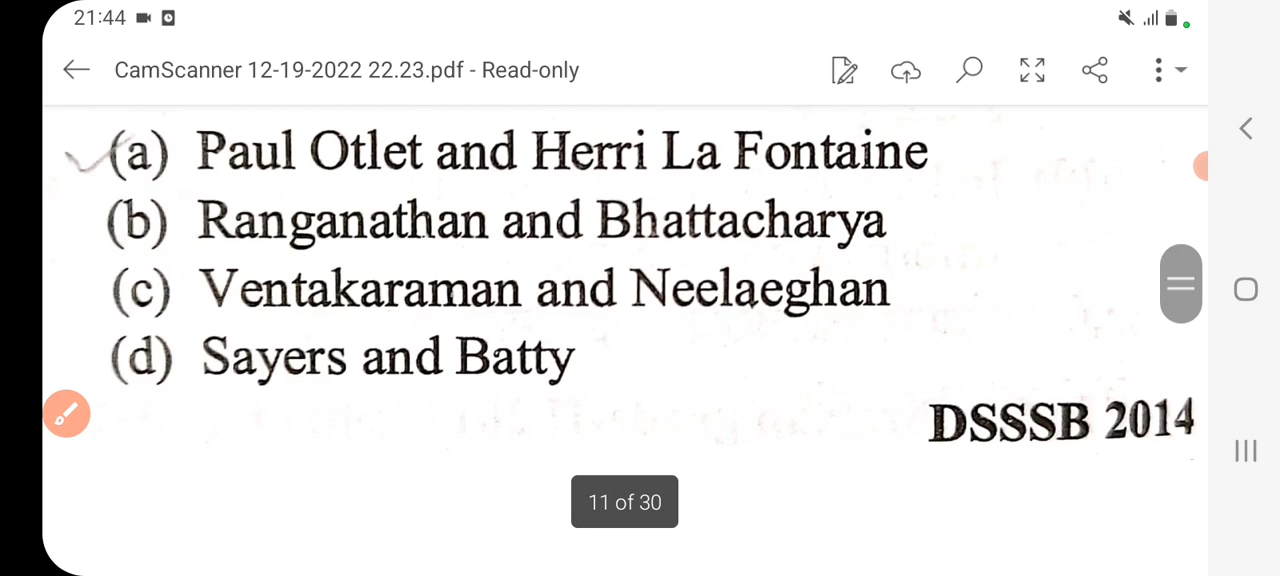 21:44
CamScanner 12-19-2022 22.23.pdf - Read-only
(a) Paul Otlet and Herri La Fontaine
(b) Ranganathan and Bhattacharya
(c) Ventakaraman and Neelaeghan
(d) Sayers and Batty
DSSSB 2014
11 of 30